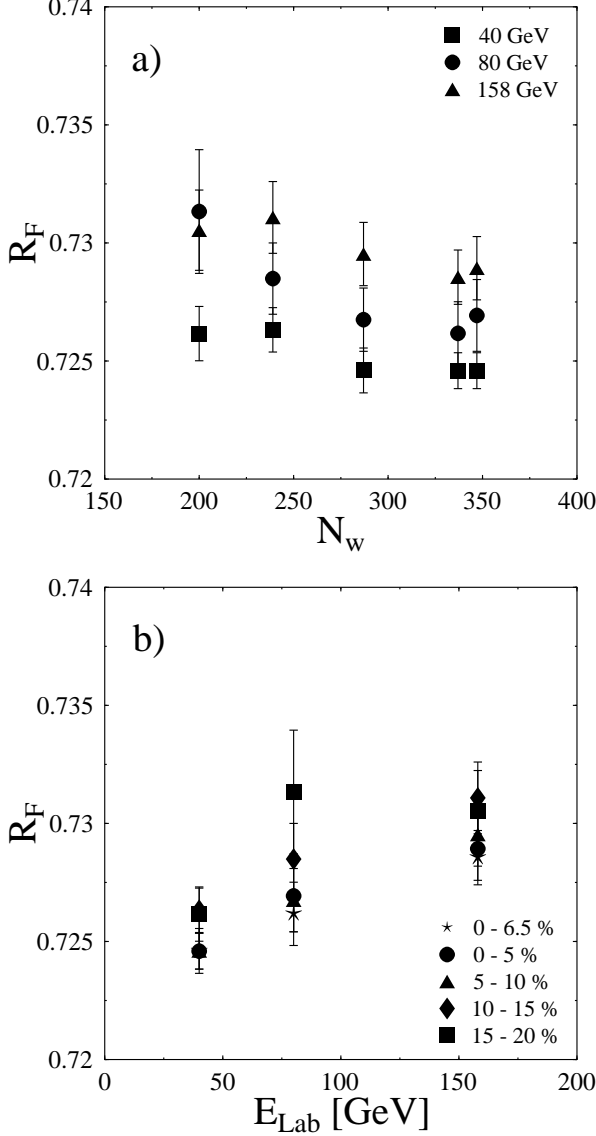 0.74
a)
40 GeV
80 GeV
158 GeV
0.735
R_F
0.73
0.725
0.72
150 200 250 300 350 400
N_w
0.74
b)
0.735
R_F
0.73
0.725
0 - 6.5 %
0 - 5 %
5 - 10 %
10 - 15 %
15 - 20 %
0.72
0 50 100 150 200
E_Lab [GeV]